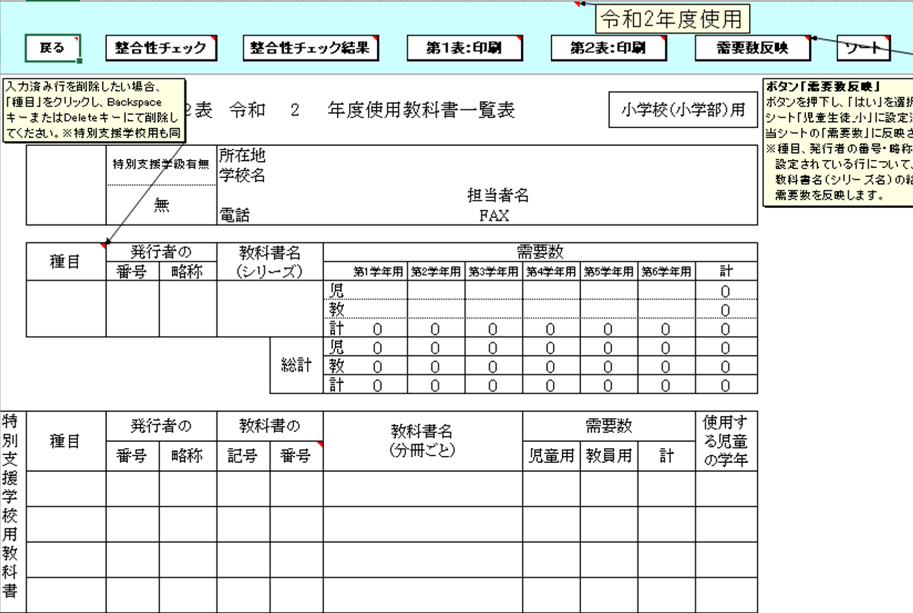 令和2年度使用
戻る 整合性チェック 整合性チェック結果 第1表:印刷 第2表:印刷 需要数反映 ソート
入力済み行を削除したい場合、
「種目」をクリックし、Backspace
キーまたはDeleteキーにて削除し
てください。※特別支援学校用も同
2表 令和 2 年度使用教科書一覧表
小学校(小学部)用
ボタン「需要数反映」
ボタンを押下し、「はい」を選択
シート「児童生徒_小」に設定
当シートの「需要数」に反映さ
※種目、発行者の番号・略称
設定されている行について、
教科書名(シリーズ名)の
需要数を反映します。
特別支援学級有無
無
所在地
学校名
担当者名
電話 FAX
種目 発行者の 教科書名 需要数
番号 略称 (シリーズ) 第1学年用 第2学年用 第3学年用 第4学年用 第5学年用 第6学年用 計
児 0
教 0
計 0 0 0 0 0 0 0
総計
児 0 0 0 0 0 0 0
教 0 0 0 0 0 0 0
計 0 0 0 0 0 0 0
特別支援学校用教科書
種目 発行者の 教科書の 教科書名 需要数 使用す
番号 略称 記号 番号 (分冊ごと) 児童用 教員用 計 る児童
の学年